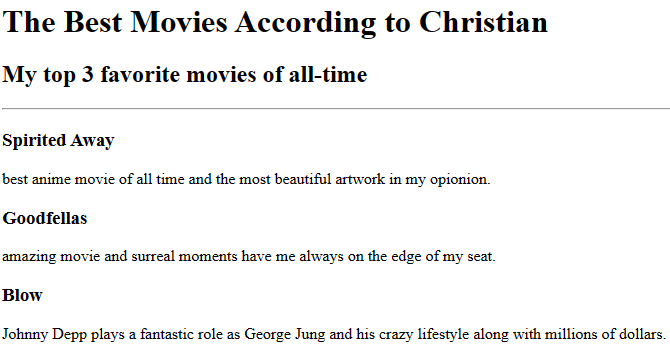 The Best Movies According to Christian
My top 3 favorite movies of all-time
Spirited Away
best anime movie of all time and the most beautiful artwork in my opionion.
Goodfellas
amazing movie and surreal moments have me always on the edge of my seat.
Blow
Johnny Depp plays a fantastic role as George Jung and his crazy lifestyle along with millions of dollars.